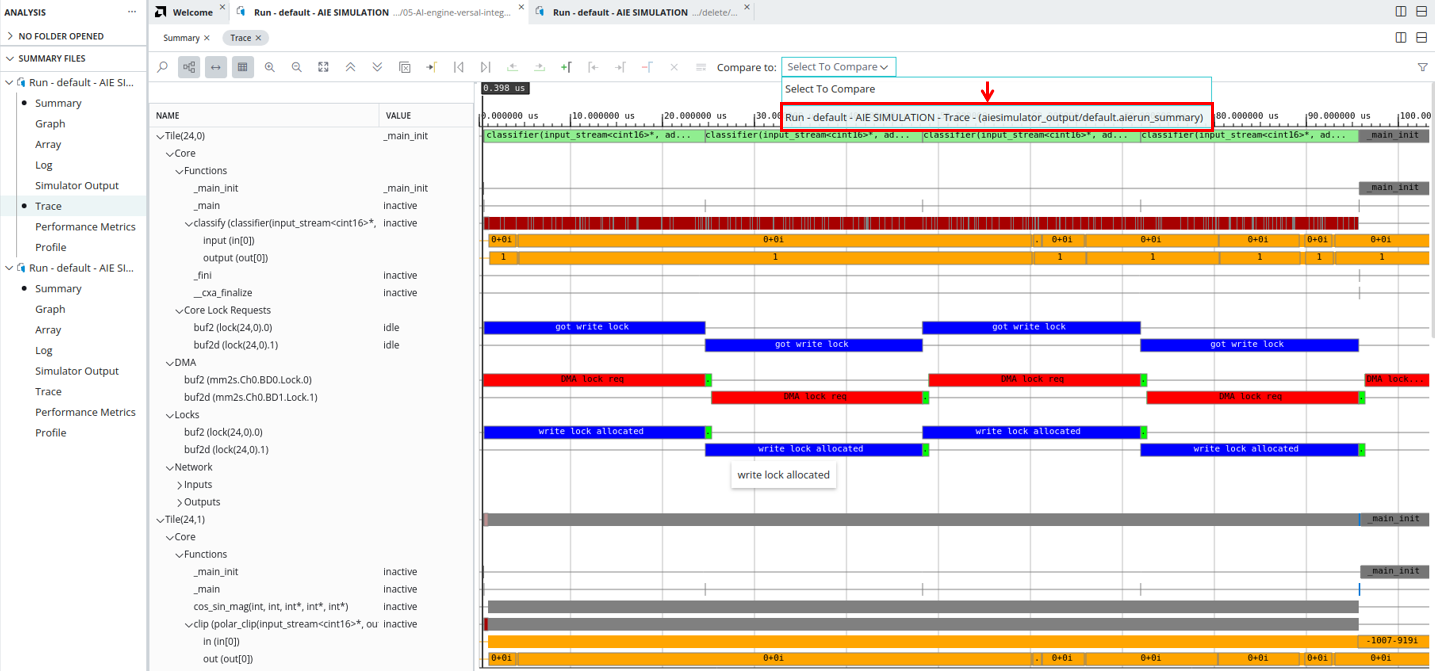 ANALYSIS ···
NO FOLDER OPENED
SUMMARY FILES
Run - default - AIE SI...
Summary
Graph
Array
Log
Simulator Output
Trace
Performance Metrics
Profile
Run - default - AIE SI...
Summary
Graph
Array
Log
Simulator Output
Trace
Performance Metrics
Profile
Welcome ×
Run - default - AIE SIMULATION .../05-AI-engine-versal-integ... ×
Run - default - AIE SIMULATION .../delete/... ×
Summary × Trace ×
Compare to: Select To Compare
Select To Compare
Run - default - AIE SIMULATION - Trace - (aiesimulator_output/default.aierun_summary)
0.398 us
NAME VALUE
0.000000 us 10.000000 us 20.000000 us 30.00 80.000000 us 90.000000 us 100.00
Tile(24,0) _main_init classifier(input_stream<cint16>*, ad... classifier(input_stream<cint16>*, ad... classifier(input_stream<cint16>*, ad... classifier(input_stream<cint16>*, ad... _main_init
Core
Functions
_main_init _main_init _main_init
_main inactive
classify (classifier(input_stream<cint16>*, inactive
input (in[0]) 0+0i 0+0i . 0+0i 0+0i 0+0i 0+0i 0+0i
output (out[0]) 1 1 1 1 1 1 1
_fini inactive
__cxa_finalize inactive
Core Lock Requests
buf2 (lock(24,0).0) idle got write lock got write lock
buf2d (lock(24,0).1) idle got write lock got write lock
DMA
buf2 (mm2s.Ch0.BD0.Lock.0) DMA lock req . DMA lock req . DMA lock...
buf2d (mm2s.Ch0.BD1.Lock.1) DMA lock req . DMA lock req .
Locks
buf2 (lock(24,0).0) write lock allocated . write lock allocated .
buf2d (lock(24,0).1) write lock allocated . write lock allocated .
write lock allocated
Network
Inputs
Outputs
Tile(24,1) _main_init
Core
Functions
_main_init inactive _main_init
_main inactive
cos_sin_mag(int, int, int*, int*, int*) inactive
clip (polar_clip(input_stream<cint16>*, ou inactive
in (in[0]) -1007-919i
out (out[0]) 0+0i 0+0i . 0+0i 0+0i 0+0i 0+0i 0+0i